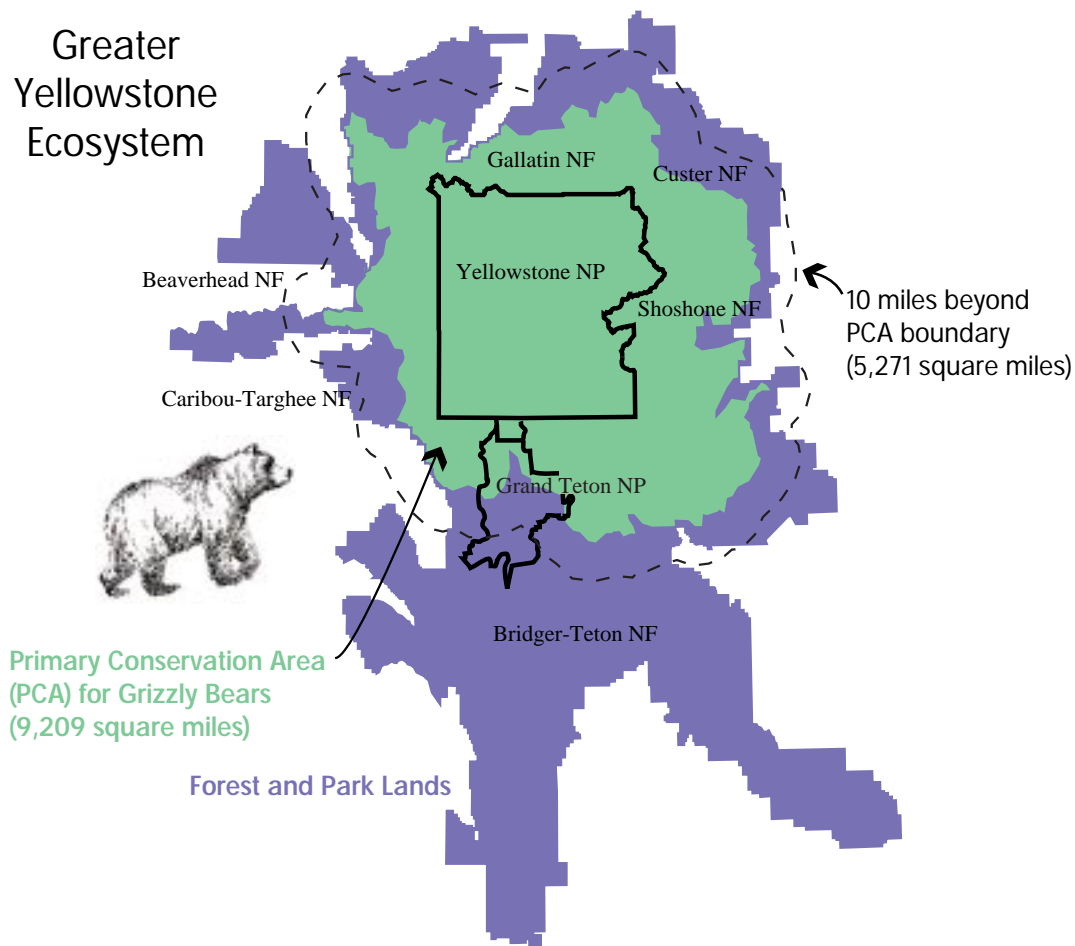 Greater
Yellowstone
Ecosystem
Gallatin NF
Custer NF
Beaverhead NF
Yellowstone NP
Shoshone NF
10 miles beyond
PCA boundary
(5,271 square miles)
Caribou-Targhee NF
Grand Teton NP
Bridger-Teton NF
Primary Conservation Area
(PCA) for Grizzly Bears
(9,209 square miles)
Forest and Park Lands